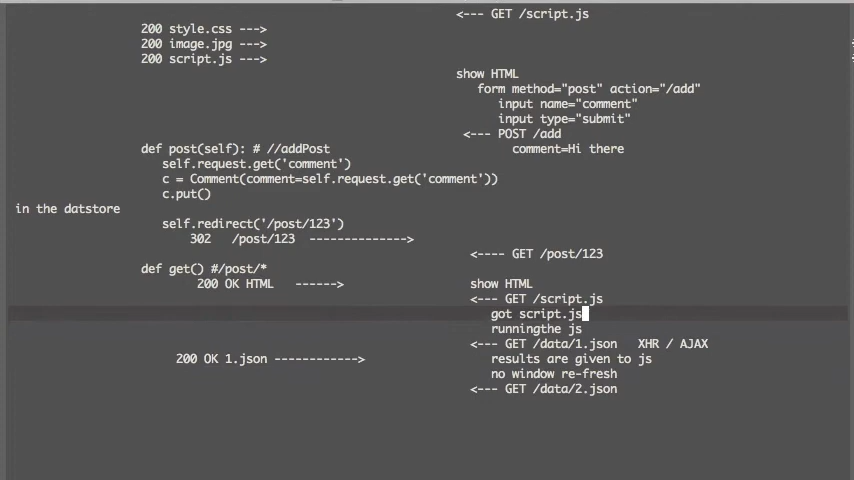 <--- GET /script.js
200 style.css --->
200 image.jpg --->
200 script.js --->
show HTML
form method="post" action="/add"
input name="comment"
input type="submit"
<--- POST /add
def post(self): # //addPost comment=Hi there
self.request.get('comment')
c = Comment(comment=self.request.get('comment'))
c.put()
in the datstore
self.redirect('/post/123')
302 /post/123 -------------->
<---- GET /post/123
def get() #/post/*
200 OK HTML ------> show HTML
<--- GET /script.js
got script.js
runningthe js
<--- GET /data/1.json XHR / AJAX
200 OK 1.json ------------> results are given to js
no window re-fresh
<--- GET /data/2.json